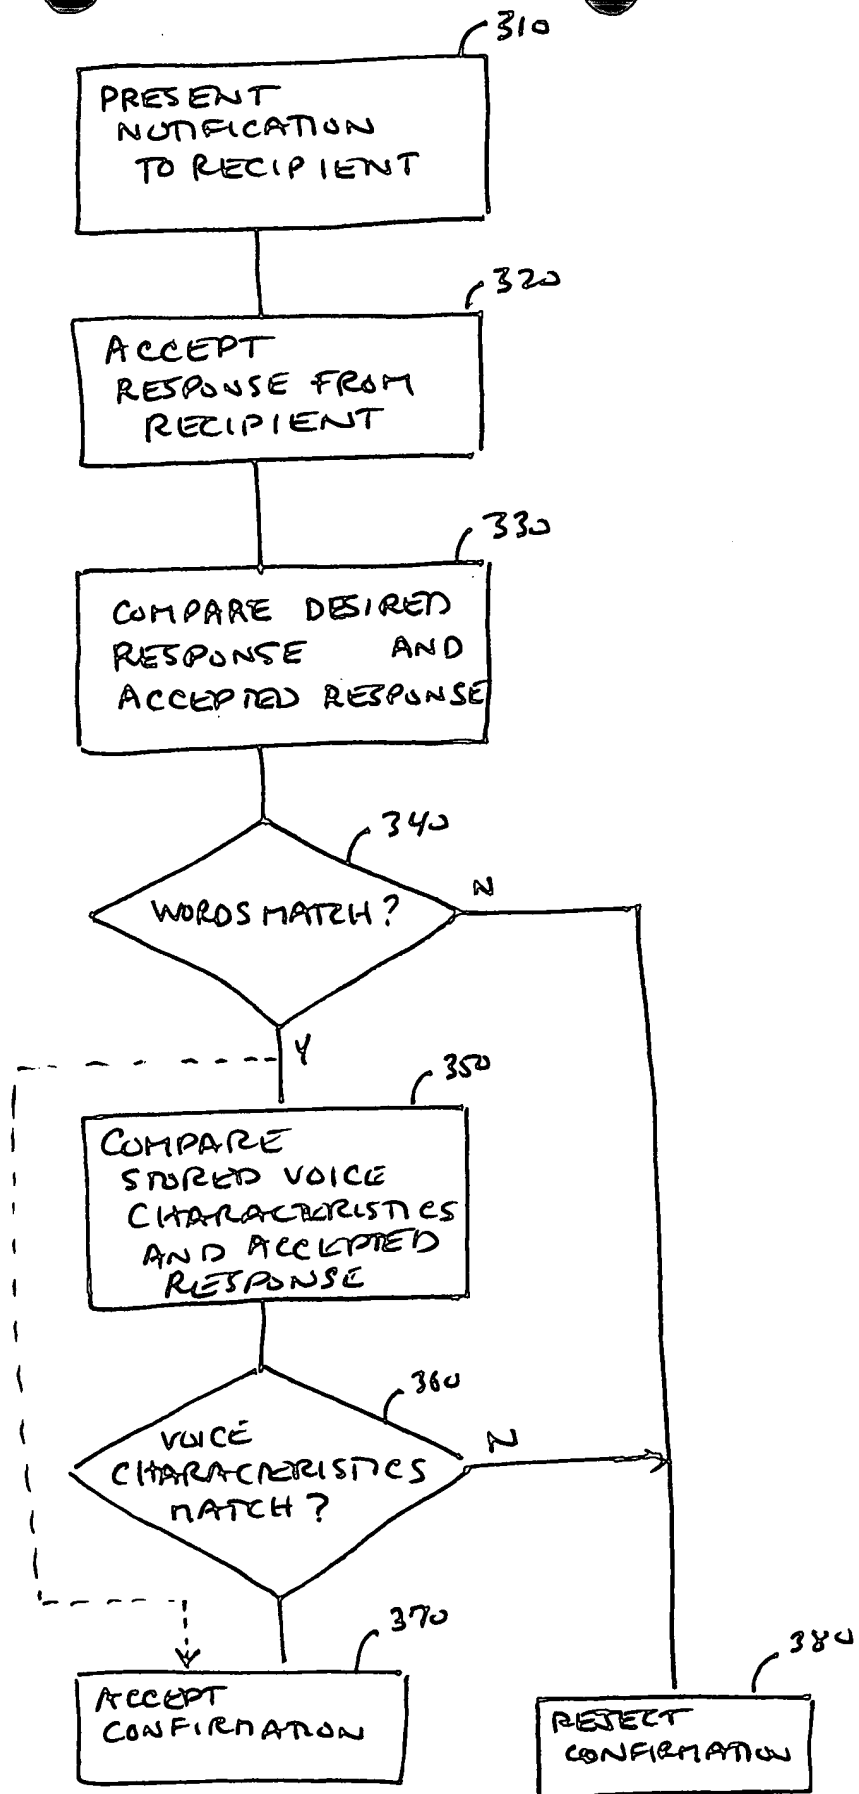 310
PRESENT
NOTIFICATION
TO RECIPIENT
320
ACCEPT
RESPONSE FROM
RECIPIENT
330
COMPARE DESIRED
RESPONSE AND
ACCEPTED RESPONSE
340
WORDS MATCH?
N
Y
350
COMPARE
STORED VOICE
CHARACTERISTICS
AND ACCEPTED
RESPONSE
360
VOICE
CHARACTERISTICS
MATCH?
N
370
ACCEPT
CONFIRMATION
380
REJECT
CONFIRMATION